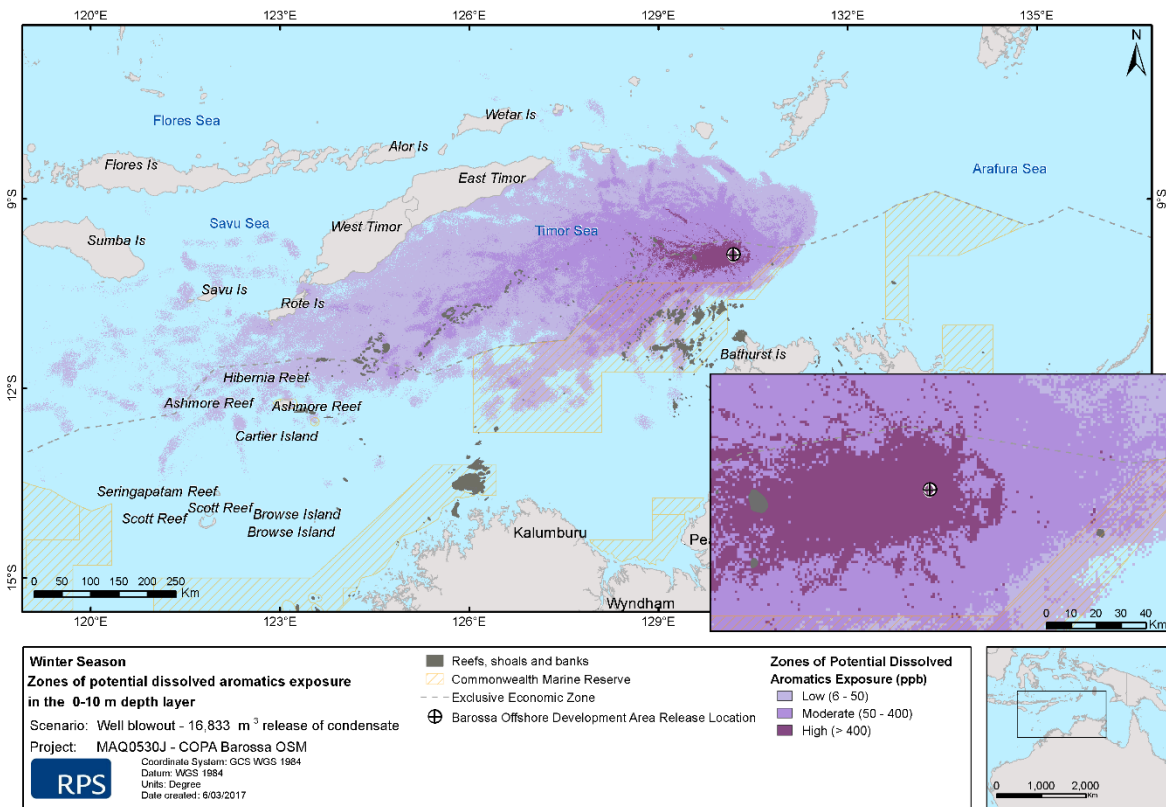 120°E 123°E 126°E 129°E 132°E 135°E
N
Flores Sea
Wetar Is
Alor Is
Flores Is
East Timor
Arafura Sea
9°S 9°S
Savu Sea
West Timor
Timor Sea
Sumba Is
Savu Is
Rote Is
Bathurst Is
Hibernia Reef
12°S
Ashmore Reef Ashmore Reef
Cartier Island
Seringapatam Reef
Scott Reef
Scott Reef
Browse Island
Browse Island
Kalumburu
Pe
15°S
0 50 100 150 200 250
Km
Wyndham
0 10 20 30 40
Km
120°E 123°E 126°E 129°E 132°E 135°E
Winter Season
Zones of potential dissolved aromatics exposure
in the 0-10 m depth layer
Scenario: Well blowout - 16,833 m³ release of condensate
Project: MAQ0530J - COPA Barossa OSM
RPS
Coordinate System: GCS WGS 1984
Datum: WGS 1984
Units: Degree
Date created: 6/03/2017
Reefs, shoals and banks
Commonwealth Marine Reserve
Exclusive Economic Zone
Barossa Offshore Development Area Release Location
Zones of Potential Dissolved
Aromatics Exposure (ppb)
Low (6 - 50)
Moderate (50 - 400)
High (> 400)
0 1,000 2,000
Km